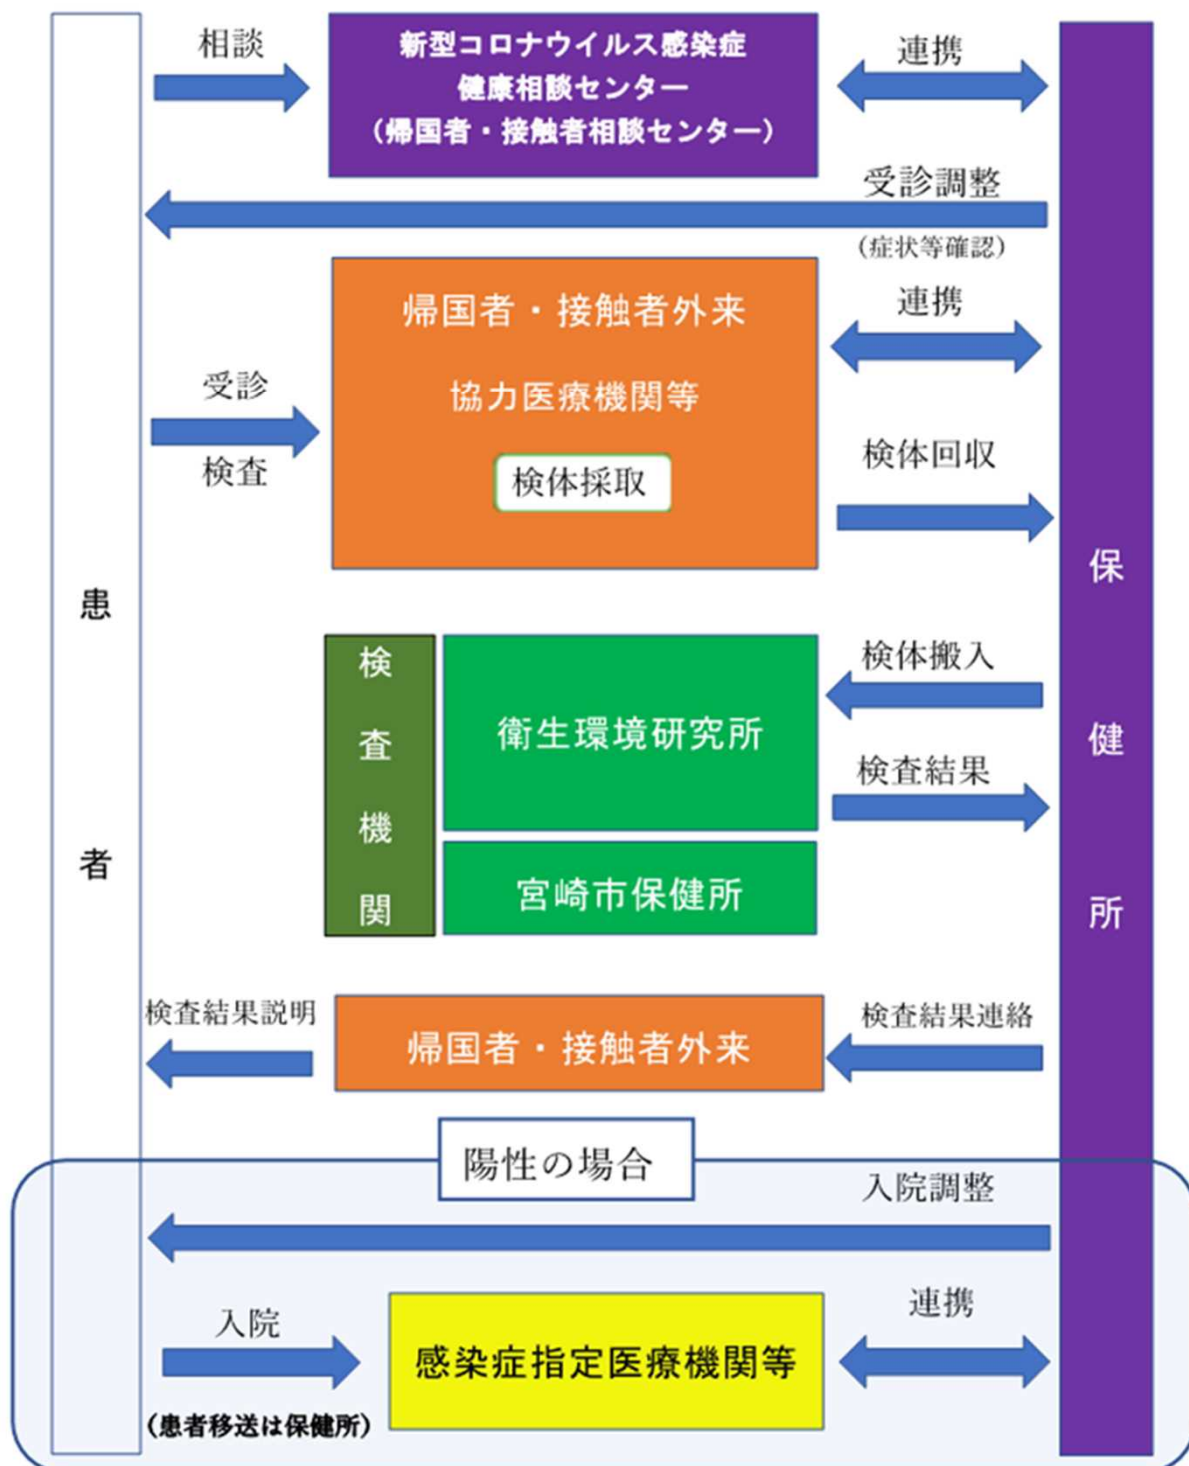 相談
新型コロナウイルス感染症
健康相談センター
（帰国者・接触者相談センター）
連携
受診調整
（症状等確認）
帰国者・接触者外来
協力医療機関等
検体採取
連携
受診
検査
検体回収
患者
保健所
検査機関
衛生環境研究所
宮崎市保健所
検体搬入
検査結果
検査結果説明
帰国者・接触者外来
検査結果連絡
陽性の場合
入院調整
入院
（患者移送は保健所）
感染症指定医療機関等
連携